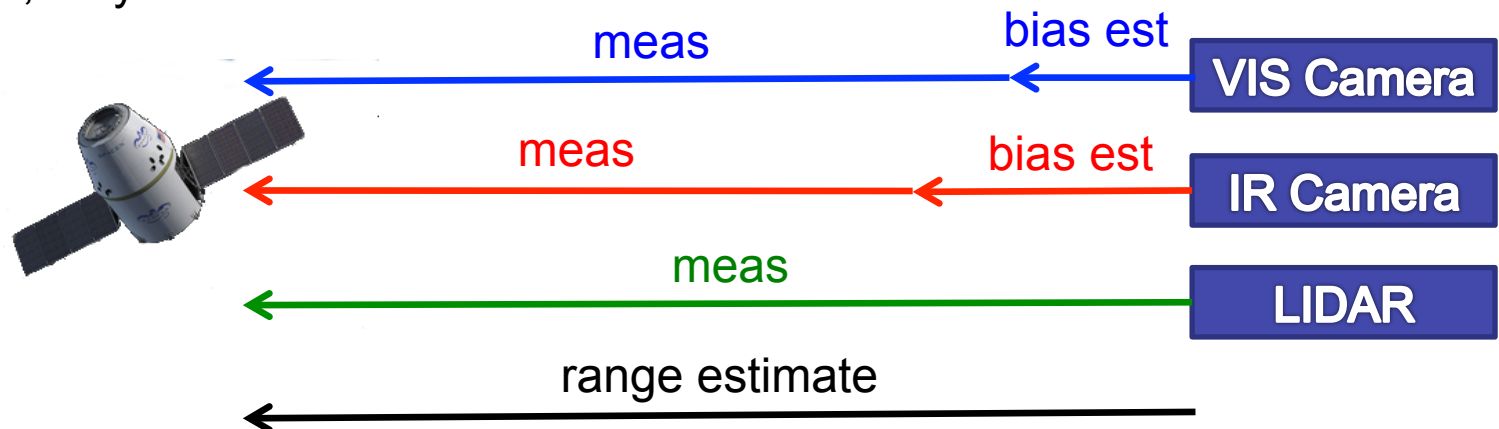 meas bias est
VIS Camera
meas bias est
IR Camera
meas
LIDAR
range estimate